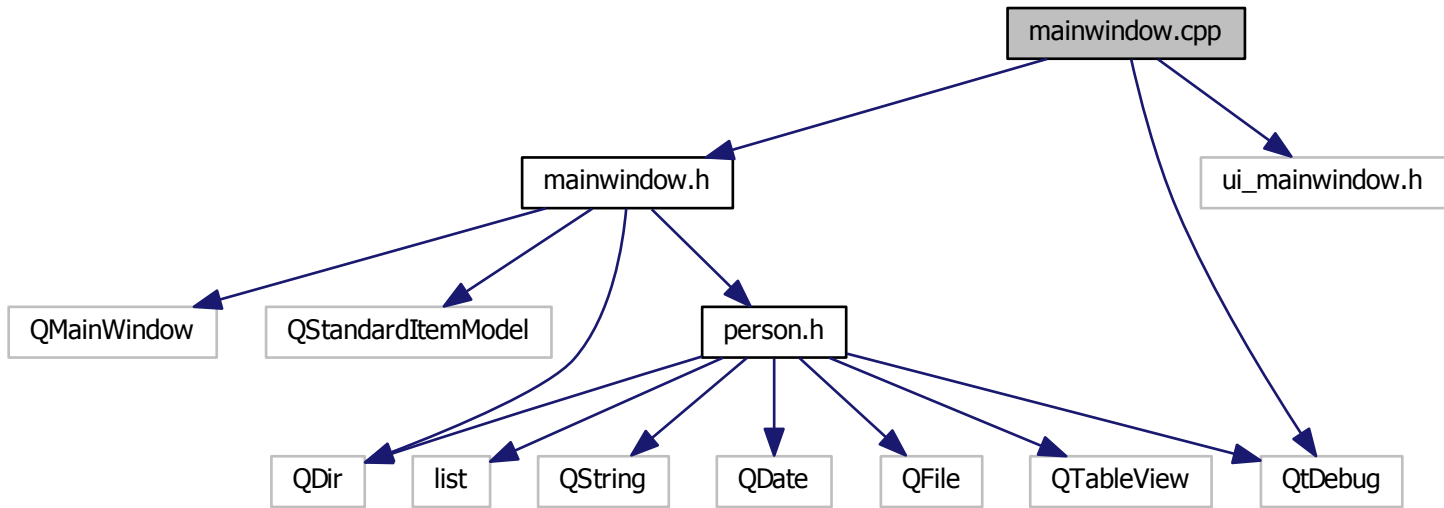 mainwindow.cpp
mainwindow.h
ui_mainwindow.h
QMainWindow
QStandardItemModel
person.h
QDir
list
QString
QDate
QFile
QTableView
QtDebug